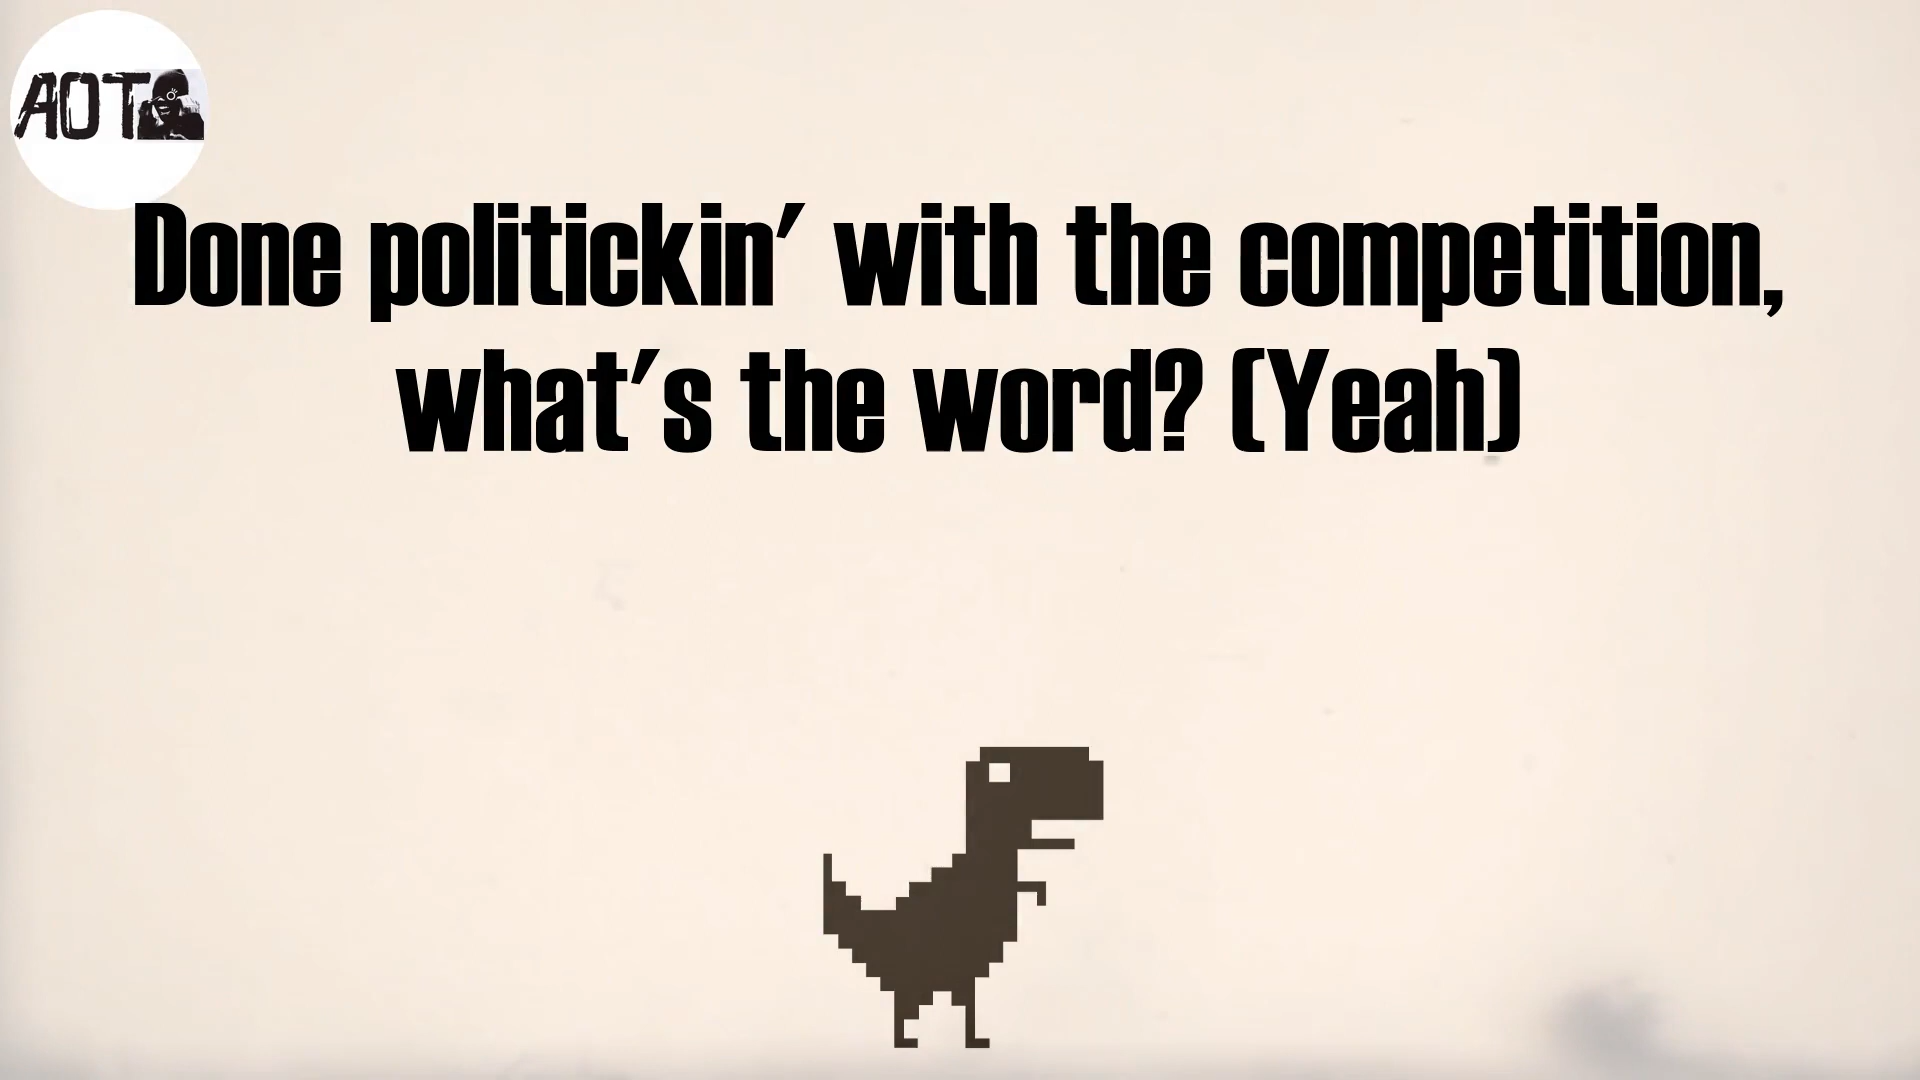 AOT
Done politickin' with the competition,
what's the word? (Yeah)